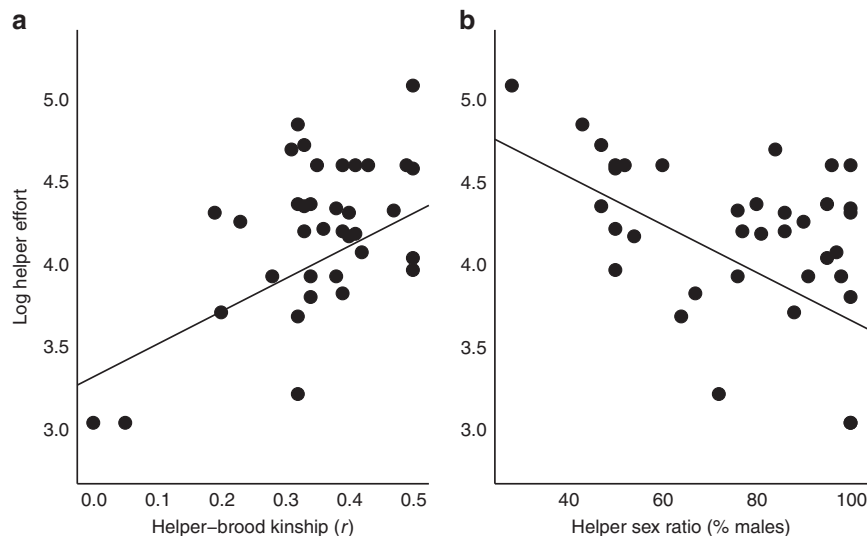 a
b
5.0
4.5
4.0
3.5
3.0
Log helper effort
0.0 0.1 0.2 0.3 0.4 0.5
Helper–brood kinship (r)
5.0
4.5
4.0
3.5
3.0
40 60 80 100
Helper sex ratio (% males)